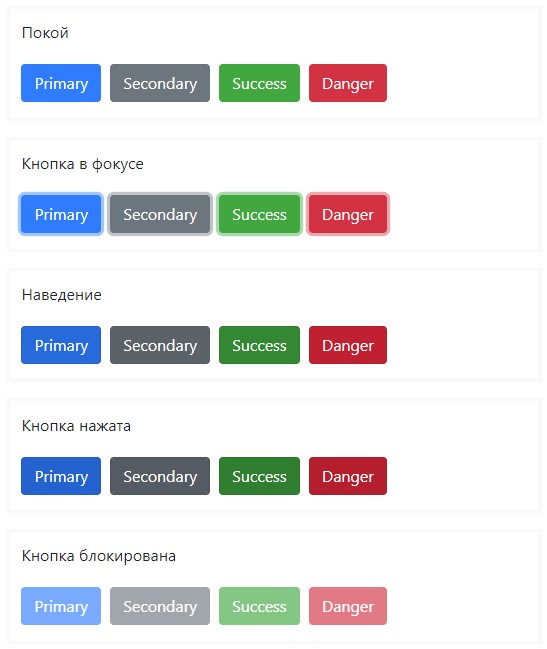 Покой
Primary Secondary Success Danger
Кнопка в фокусе
Primary Secondary Success Danger
Наведение
Primary Secondary Success Danger
Кнопка нажата
Primary Secondary Success Danger
Кнопка блокирована
Primary Secondary Success Danger